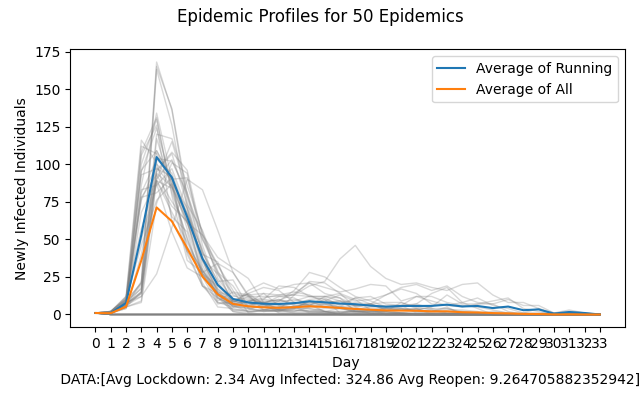 Epidemic Profiles for 50 Epidemics
175
150
125
100
75
50
25
0
Newly Infected Individuals
Average of Running
Average of All
0 1 2 3 4 5 6 7 8 9 10 11 12 13 14 15 16 17 18 19 20 21 22 23 24 25 26 27 28 29 30 31 32 33
Day
DATA:[Avg Lockdown: 2.34 Avg Infected: 324.86 Avg Reopen: 9.264705882352942]